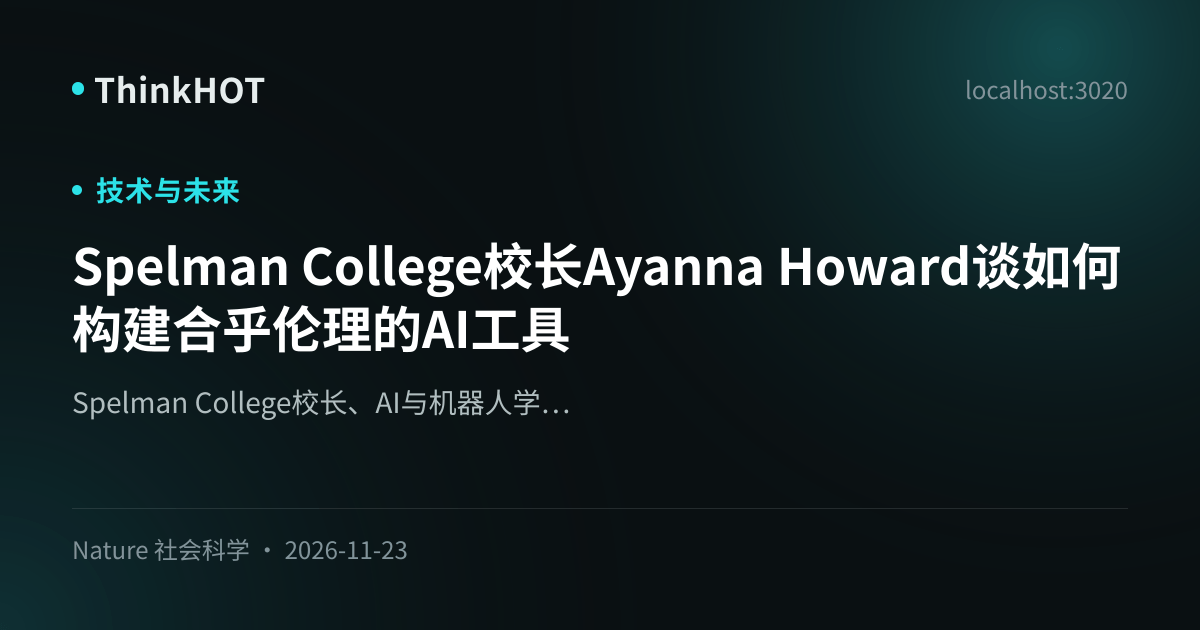 ThinkHOT
localhost:3020
技术与未来
Spelman College校长Ayanna Howard谈如何
构建合乎伦理的AI工具
Spelman College校长、AI与机器人学…
Nature 社会科学 · 2026-11-23